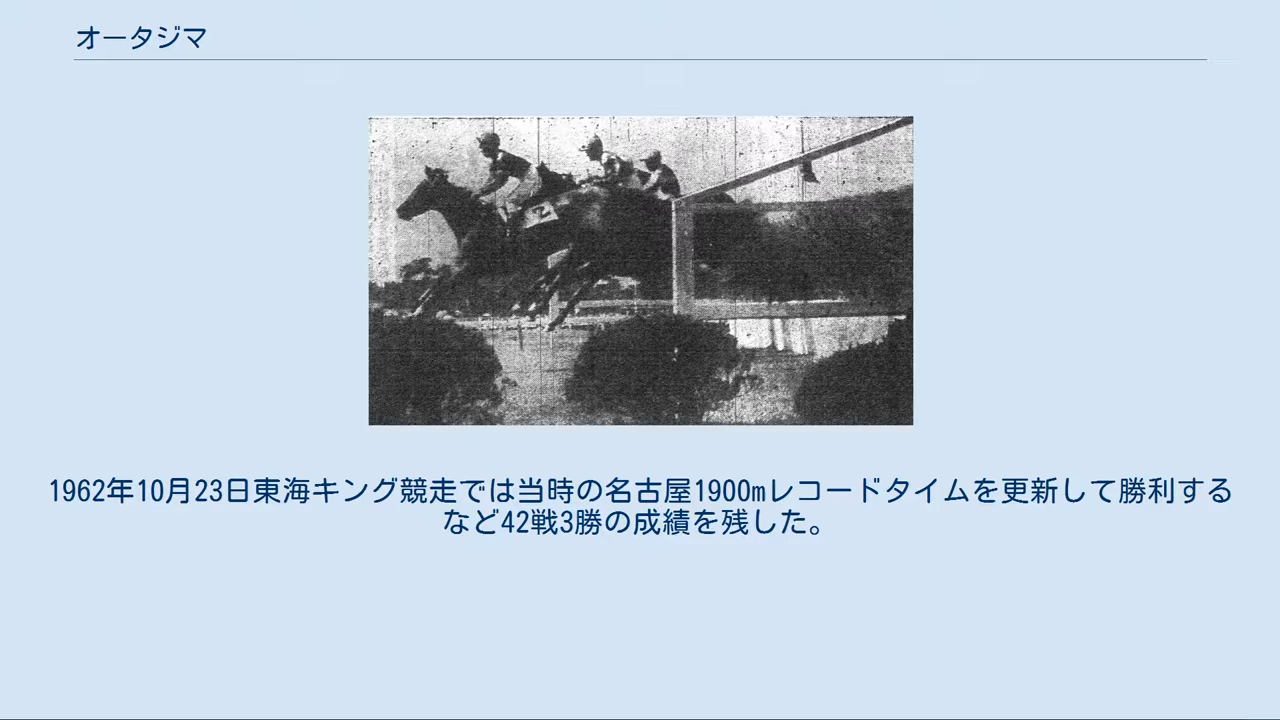 オータジマ
2
1962年10月23日東海キング競走では当時の名古屋1900mレコードタイムを更新して勝利する
など42戦3勝の成績を残した。